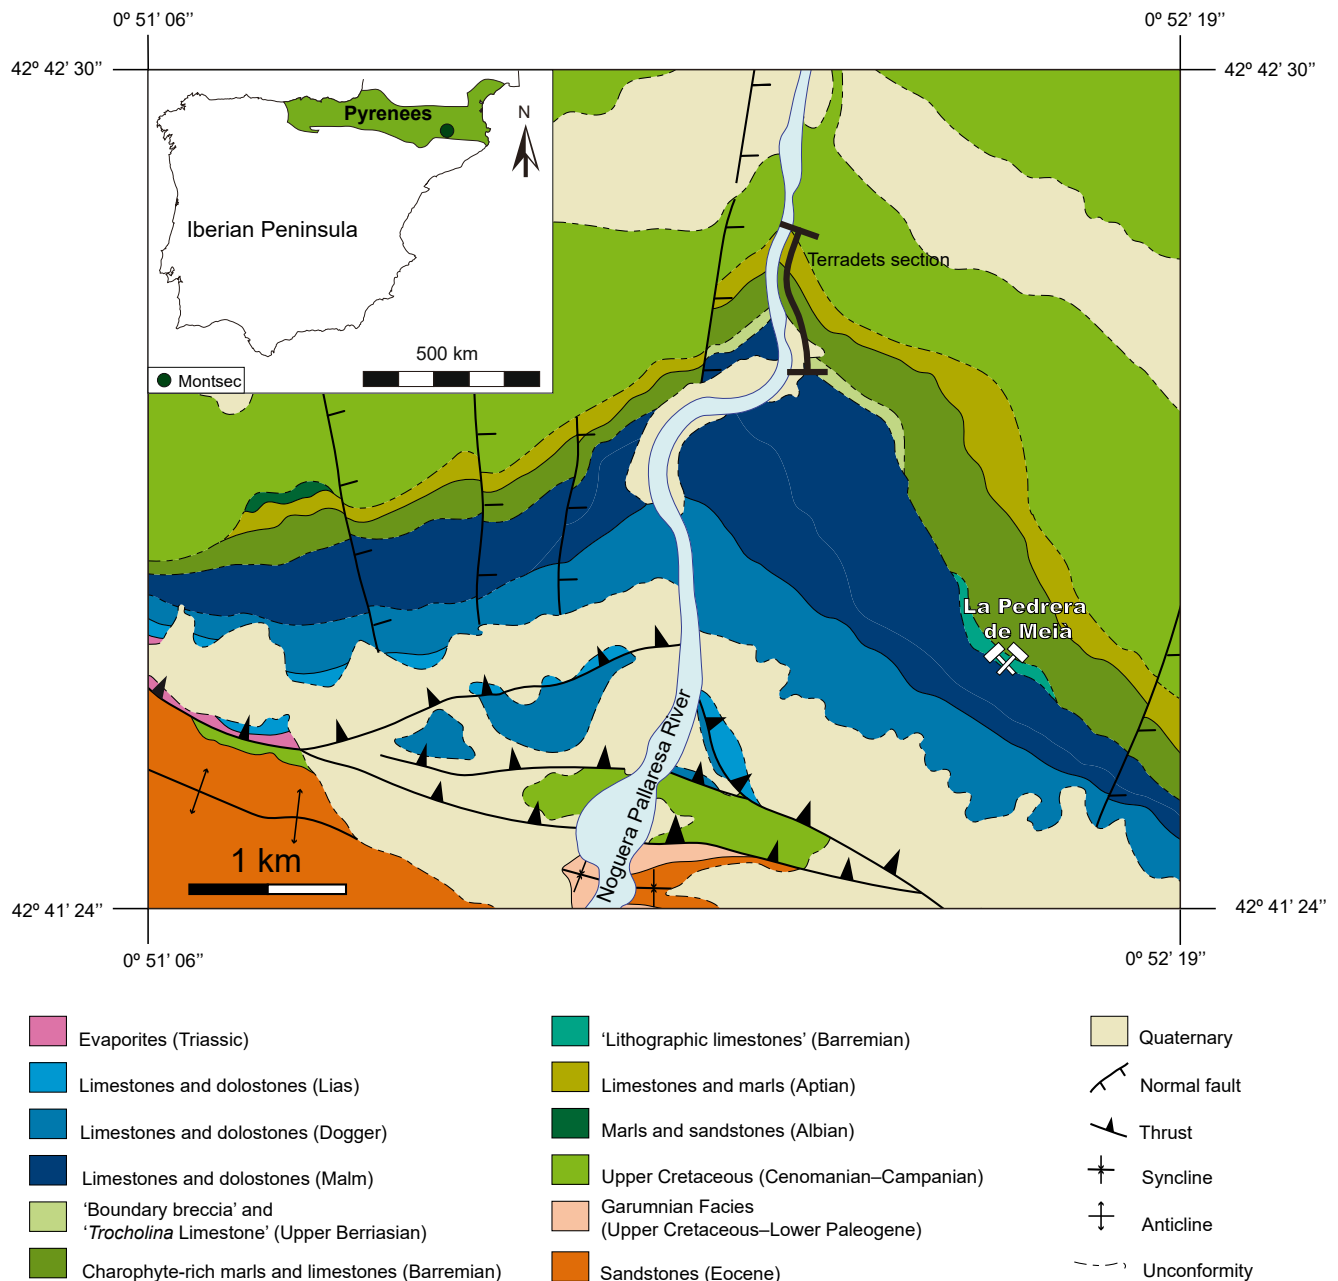 0º 51’ 06’’
0º 52’ 19’’
42º 42’ 30’’
42º 42’ 30’’
Pyrenees
N
Iberian Peninsula
500 km
Montsec
Terradets section
La Pedrera
de Meià
Noguera Pallaresa River
1 km
42º 41’ 24’’
42º 41’ 24’’
0º 51’ 06’’
0º 52’ 19’’
Evaporites (Triassic)
Limestones and dolostones (Lias)
Limestones and dolostones (Dogger)
Limestones and dolostones (Malm)
‘Boundary breccia’ and
‘Trocholina Limestone’ (Upper Berriasian)
Charophyte-rich marls and limestones (Barremian)
‘Lithographic limestones’ (Barremian)
Limestones and marls (Aptian)
Marls and sandstones (Albian)
Upper Cretaceous (Cenomanian–Campanian)
Garumnian Facies
(Upper Cretaceous–Lower Paleogene)
Sandstones (Eocene)
Quaternary
Normal fault
Thrust
Syncline
Anticline
Unconformity